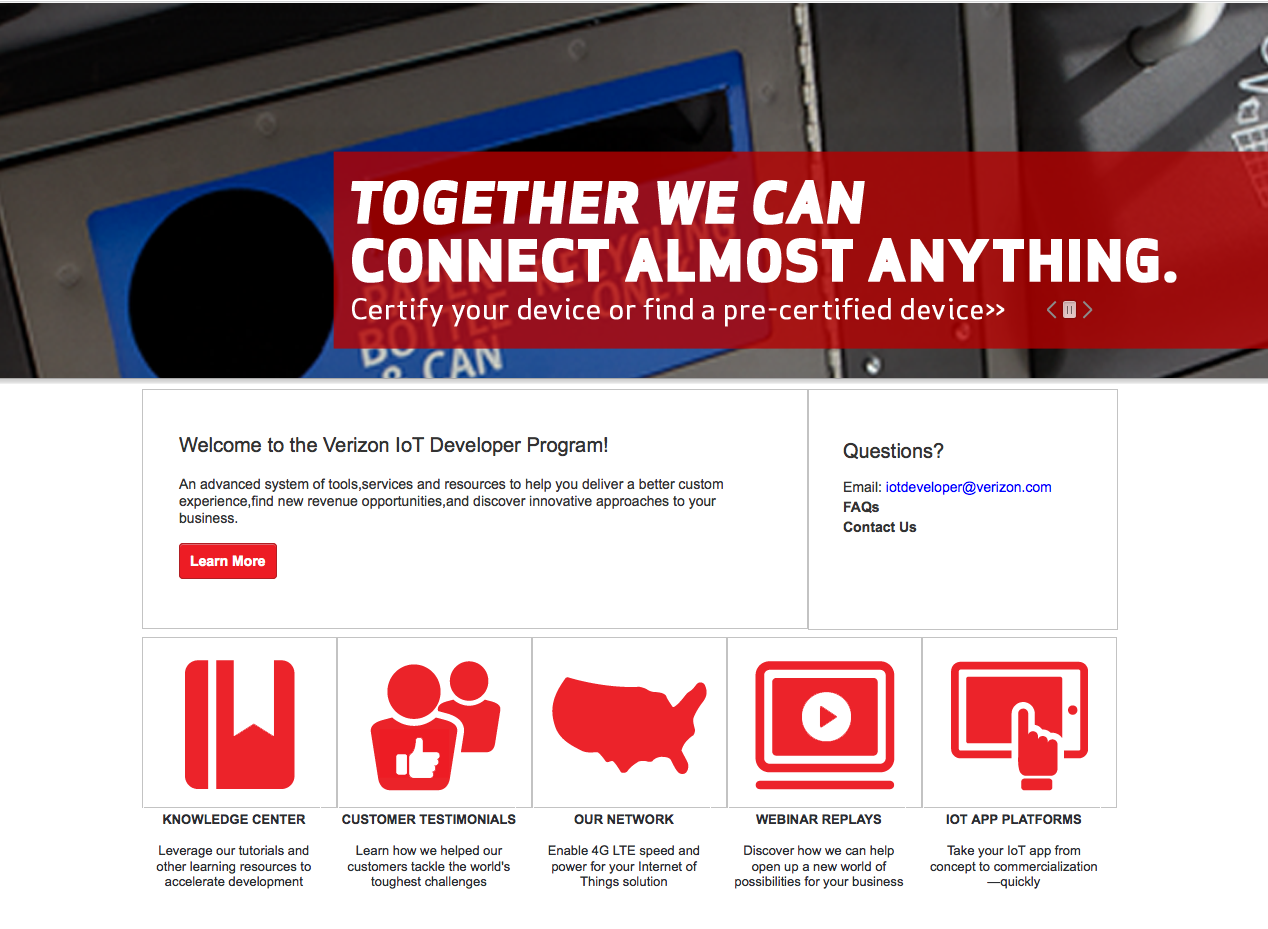 TOGETHER WE CAN
CONNECT ALMOST ANYTHING.
Certify your device or find a pre-certified device>>
RECYCLING
ONLY
BOTTLE
& CAN
Welcome to the Verizon IoT Developer Program!
An advanced system of tools,services and resources to help you deliver a better custom
experience,find new revenue opportunities,and discover innovative approaches to your
business.
Learn More
Questions?
Email: iotdeveloper@verizon.com
FAQs
Contact Us
KNOWLEDGE CENTER
Leverage our tutorials and
other learning resources to
accelerate development
CUSTOMER TESTIMONIALS
Learn how we helped our
customers tackle the world's
toughest challenges
OUR NETWORK
Enable 4G LTE speed and
power for your Internet of
Things solution
WEBINAR REPLAYS
Discover how we can help
open up a new world of
possibilities for your business
IOT APP PLATFORMS
Take your IoT app from
concept to commercialization
—quickly